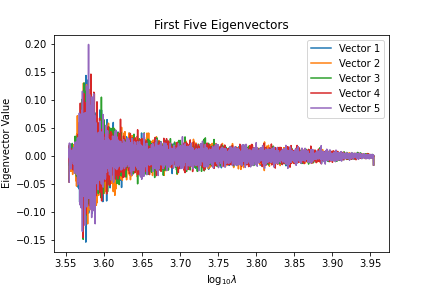 First Five Eigenvectors
Eigenvector Value
0.20
0.15
0.10
0.05
0.00
−0.05
−0.10
−0.15
Vector 1
Vector 2
Vector 3
Vector 4
Vector 5
3.55 3.60 3.65 3.70 3.75 3.80 3.85 3.90 3.95
log₁₀λ